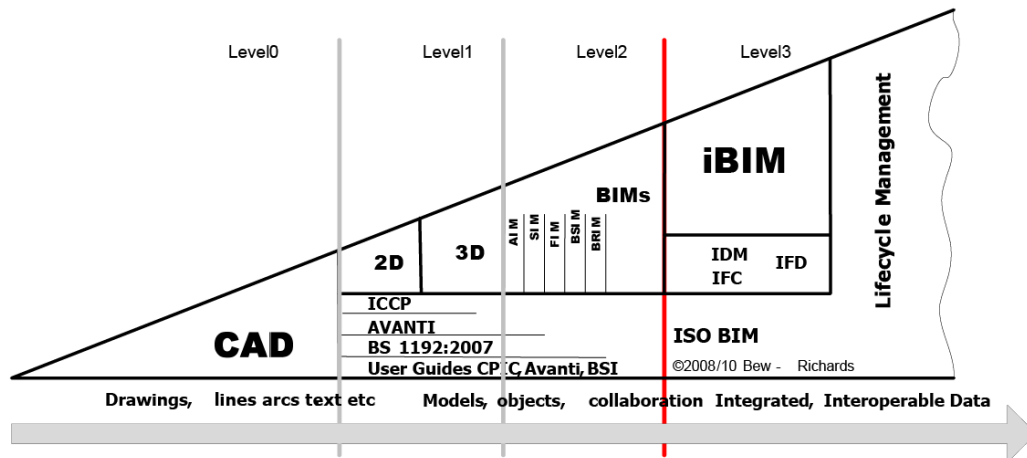 Level0
Level1
Level2
Level3
CAD
2D
3D
AIM
SIM
FIM
BSIM
BRIM
BIMs
iBIM
IDM
IFD
IFC
Lifecycle Management
ICCP
AVANTI
BS 1192:2007
User Guides CPIC, Avanti, BSI
ISO BIM
©2008/10 Bew - Richards
Drawings, lines arcs text etc
Models, objects, collaboration
Integrated, Interoperable Data